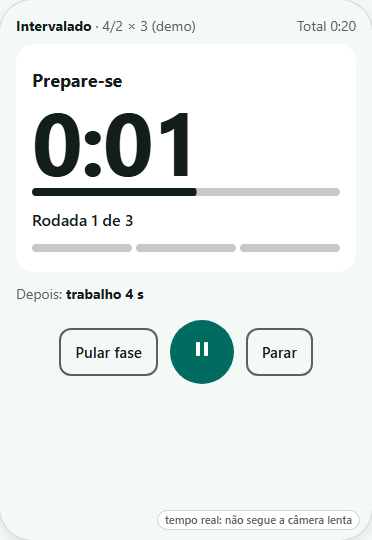 Intervalado · 4/2 × 3 (demo) Total 0:20
Prepare-se
0:01
Rodada 1 de 3
Depois: trabalho 4 s
Pular fase Parar
tempo real: não segue a câmera lenta